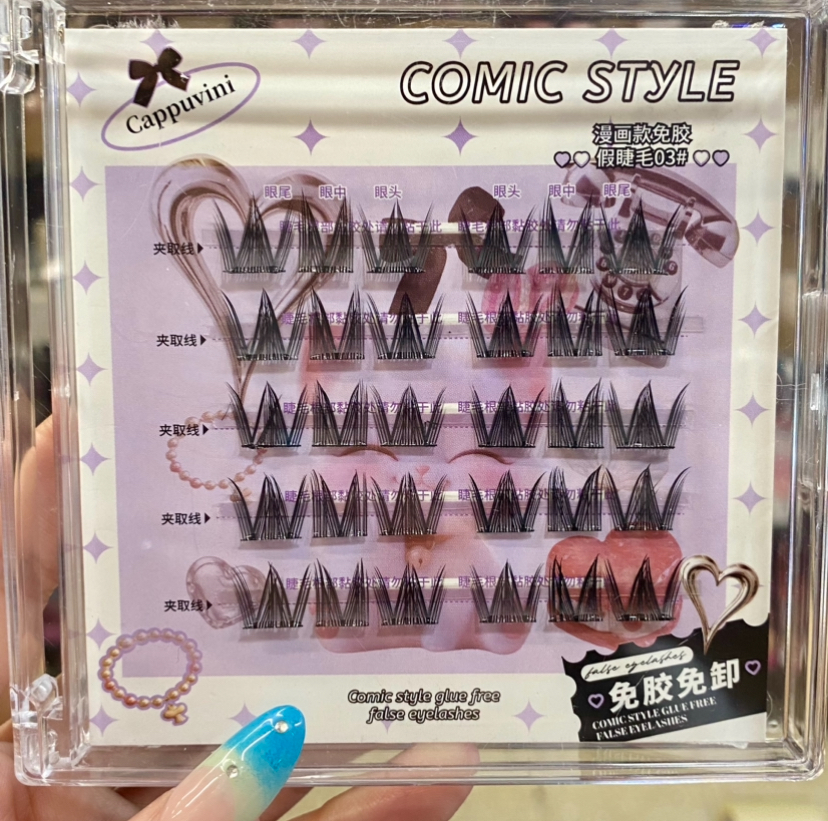 Cappuvini
COMIC STYLE
漫画款免胶
假睫毛03#
眼尾 眼中 眼头 眼头 眼中 眼尾
夹取线
夹取线
夹取线
夹取线
夹取线
Comic style glue free
false eyelashes
false eyelashes
免胶免卸
COMIC STYLE GLUE FREE
FALSE EYELASHES